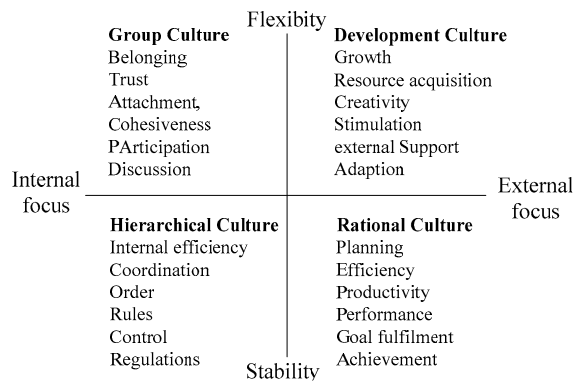 Flexibity
Group Culture
Belonging
Trust
Attachment,
Cohesiveness
PArticipation
Discussion
Development Culture
Growth
Resource acquisition
Creativity
Stimulation
external Support
Adaption
Internal
focus
External
focus
Hierarchical Culture
Internal efficiency
Coordination
Order
Rules
Control
Regulations
Rational Culture
Planning
Efficiency
Productivity
Performance
Goal fulfilment
Achievement
Stability